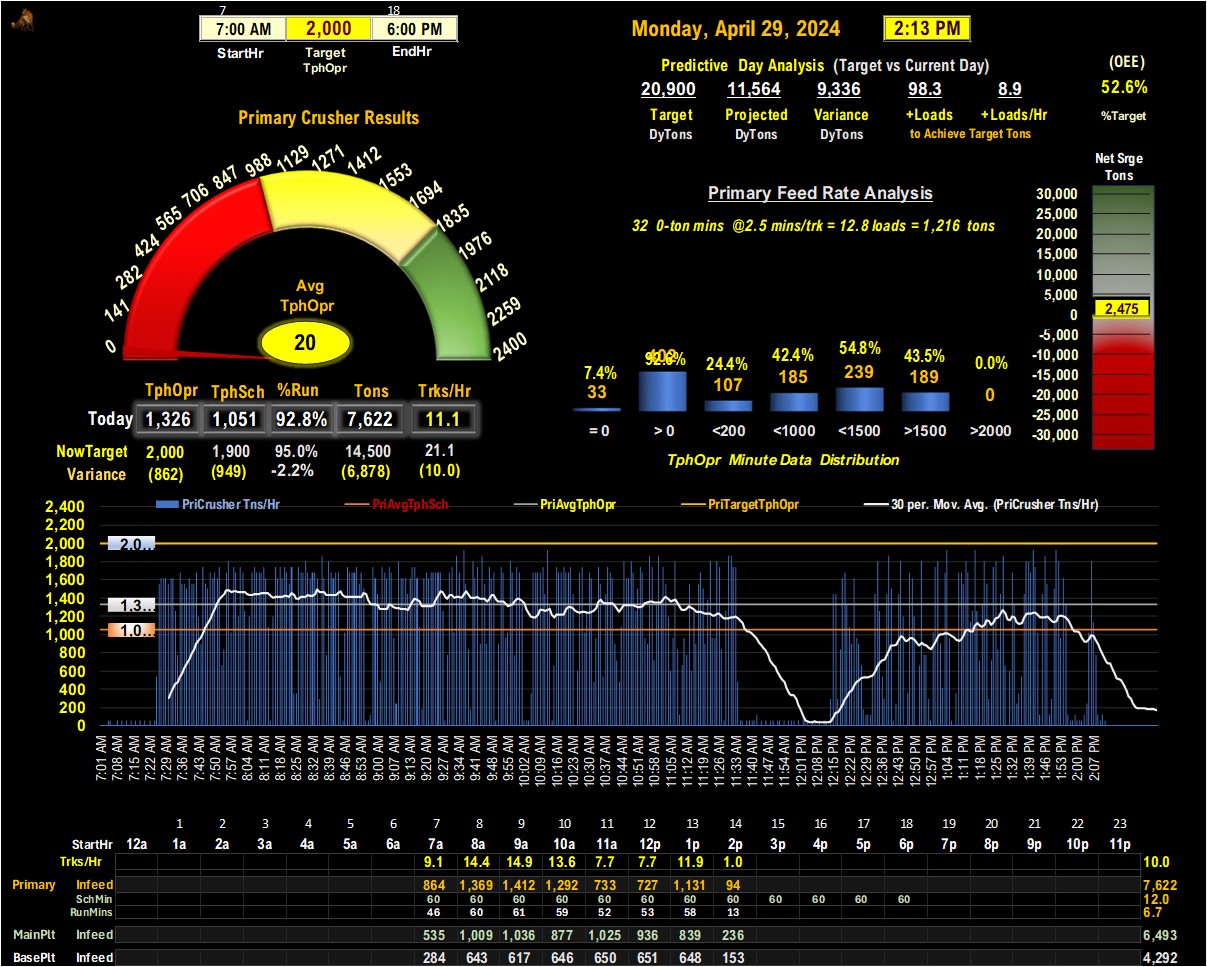 7 18
7:00 AM 2,000 6:00 PM
StartHr Target TphOpr EndHr
Monday, April 29, 2024 2:13 PM
Predictive Day Analysis (Target vs Current Day)
20,900 11,564 9,336 98.3 8.9
Target Projected Variance +Loads +Loads/Hr
DyTons DyTons DyTons to Achieve Target Tons
(OEE)
52.6%
%Target
Primary Crusher Results
0 141 282 424 565 706 847 988 1129 1271 1412 1553 1694 1835 1976 2118 2259 2400
Avg
TphOpr
20
TphOpr TphSch %Run Tons Trks/Hr
Today 1,326 1,051 92.8% 7,622 11.1
NowTarget 2,000 1,900 95.0% 14,500 21.1
Variance (862) (949) -2.2% (6,878) (10.0)
Primary Feed Rate Analysis
32 0-ton mins @2.5 mins/trk = 12.8 loads = 1,216 tons
7.4% 92.6% 24.4% 42.4% 54.8% 43.5% 0.0%
33 107 185 239 189 0
= 0 > 0 <200 <1000 <1500 >1500 >2000
TphOpr Minute Data Distribution
Net Srge
Tons
30,000
25,000
20,000
15,000
10,000
5,000
0
-5,000
-10,000
-15,000
-20,000
-25,000
-30,000
2,475
PriCrusher Tns/Hr PriAvgTphSch PriAvgTphOpr PriTargetTphOpr 30 per. Mov. Avg. (PriCrusher Tns/Hr)
2,400
2,200
2,000
1,800
1,600
1,400
1,200
1,000
800
600
400
200
0
2,0...
1,3...
1,0...
7:01 AM 7:08 AM 7:15 AM 7:22 AM 7:29 AM 7:36 AM 7:43 AM 7:50 AM 7:57 AM 8:04 AM 8:11 AM 8:18 AM 8:25 AM 8:32 AM 8:39 AM 8:46 AM 8:53 AM 9:00 AM 9:06 AM 9:13 AM 9:20 AM 9:27 AM 9:34 AM 9:41 AM 9:48 AM 9:55 AM 10:02 AM 10:09 AM 10:16 AM 10:23 AM 10:30 AM 10:37 AM 10:44 AM 10:51 AM 10:58 AM 11:05 AM 11:12 AM 11:19 AM 11:26 AM 11:33 AM 11:40 AM 11:47 AM 11:54 AM 12:01 PM 12:08 PM 12:15 PM 12:22 PM 12:29 PM 12:36 PM 12:43 PM 12:50 PM 12:57 PM 1:04 PM 1:11 PM 1:18 PM 1:25 PM 1:32 PM 1:39 PM 1:46 PM 1:53 PM 2:00 PM 2:07 PM
1 2 3 4 5 6 7 8 9 10 11 12 13 14 15 16 17 18 19 20 21 22 23
StartHr 12a 1a 2a 3a 4a 5a 6a 7a 8a 9a 10a 11a 12p 1p 2p 3p 4p 5p 6p 7p 8p 9p 10p 11p
Trks/Hr 9.1 14.4 14.9 13.6 7.7 7.7 11.9 1.0 10.0
Primary Infeed 864 1,369 1,412 1,292 733 727 1,131 94 7,622
SchMin 60 60 60 60 60 60 60 60 60 60 60 60 12.0
RunMins 46 60 61 59 52 53 58 13 6.7
MainPlt Infeed 535 1,009 1,036 877 1,025 936 839 236 6,493
BasePlt Infeed 284 643 617 646 650 651 648 153 4,292